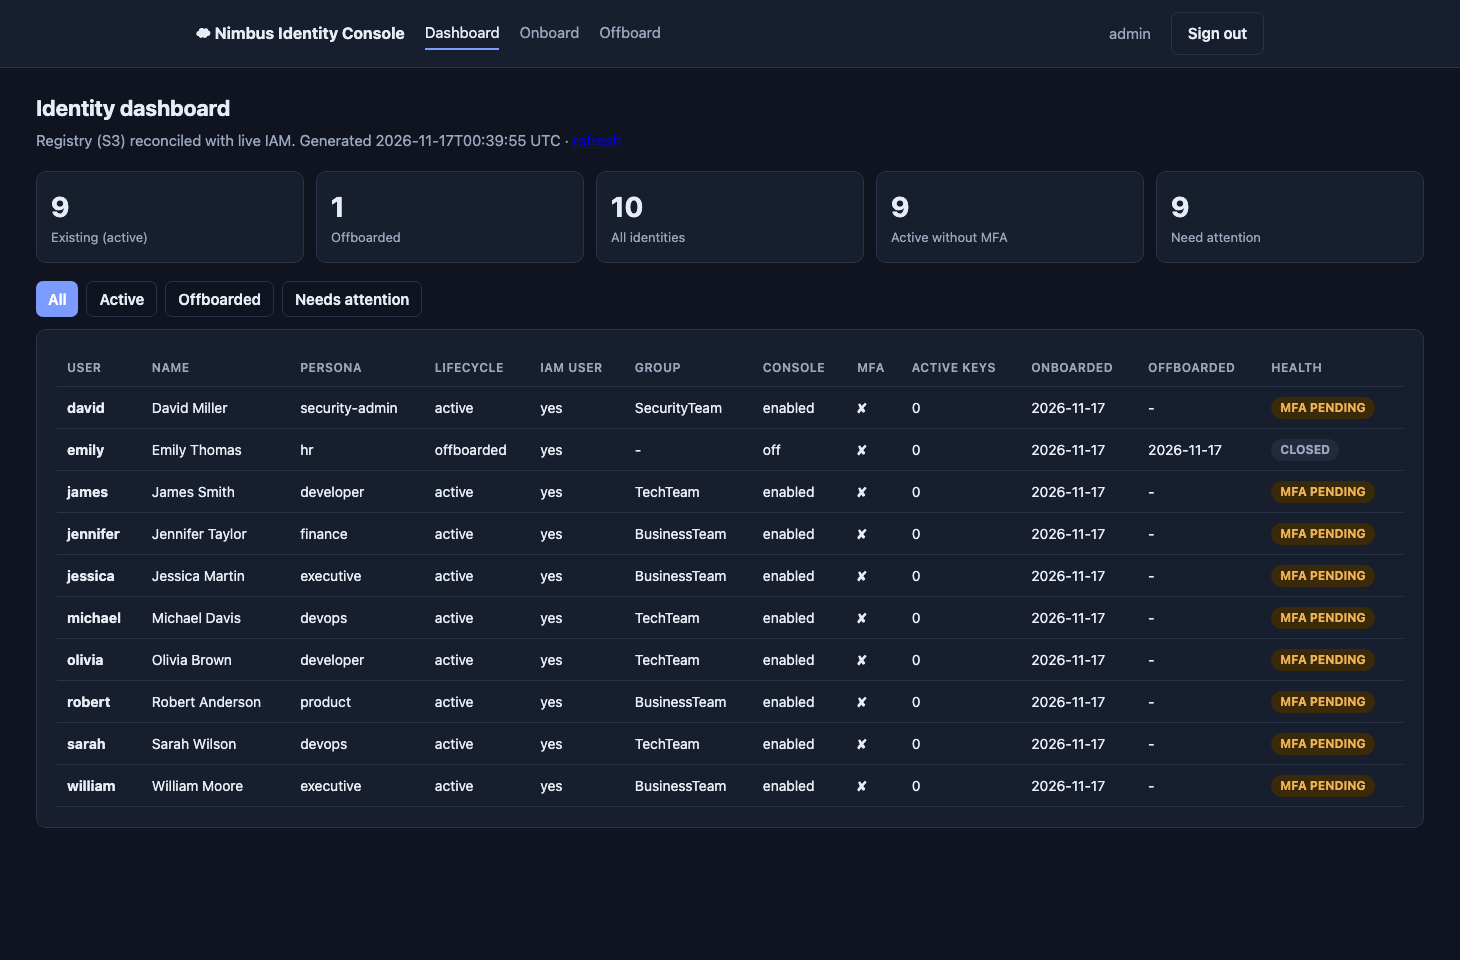 Nimbus Identity Console Dashboard Onboard Offboard admin Sign out
Identity dashboard
Registry (S3) reconciled with live IAM. Generated 2026-11-17T00:39:55 UTC · refresh
9 1 10 9 9
Existing (active) Offboarded All identities Active without MFA Need attention
All Active Offboarded Needs attention
USER NAME PERSONA LIFECYCLE IAM USER GROUP CONSOLE MFA ACTIVE KEYS ONBOARDED OFFBOARDED HEALTH
david David Miller security-admin active yes SecurityTeam enabled ✘ 0 2026-11-17 - MFA PENDING
emily Emily Thomas hr offboarded yes - off ✘ 0 2026-11-17 2026-11-17 CLOSED
james James Smith developer active yes TechTeam enabled ✘ 0 2026-11-17 - MFA PENDING
jennifer Jennifer Taylor finance active yes BusinessTeam enabled ✘ 0 2026-11-17 - MFA PENDING
jessica Jessica Martin executive active yes BusinessTeam enabled ✘ 0 2026-11-17 - MFA PENDING
michael Michael Davis devops active yes TechTeam enabled ✘ 0 2026-11-17 - MFA PENDING
olivia Olivia Brown developer active yes TechTeam enabled ✘ 0 2026-11-17 - MFA PENDING
robert Robert Anderson product active yes BusinessTeam enabled ✘ 0 2026-11-17 - MFA PENDING
sarah Sarah Wilson devops active yes TechTeam enabled ✘ 0 2026-11-17 - MFA PENDING
william William Moore executive active yes BusinessTeam enabled ✘ 0 2026-11-17 - MFA PENDING